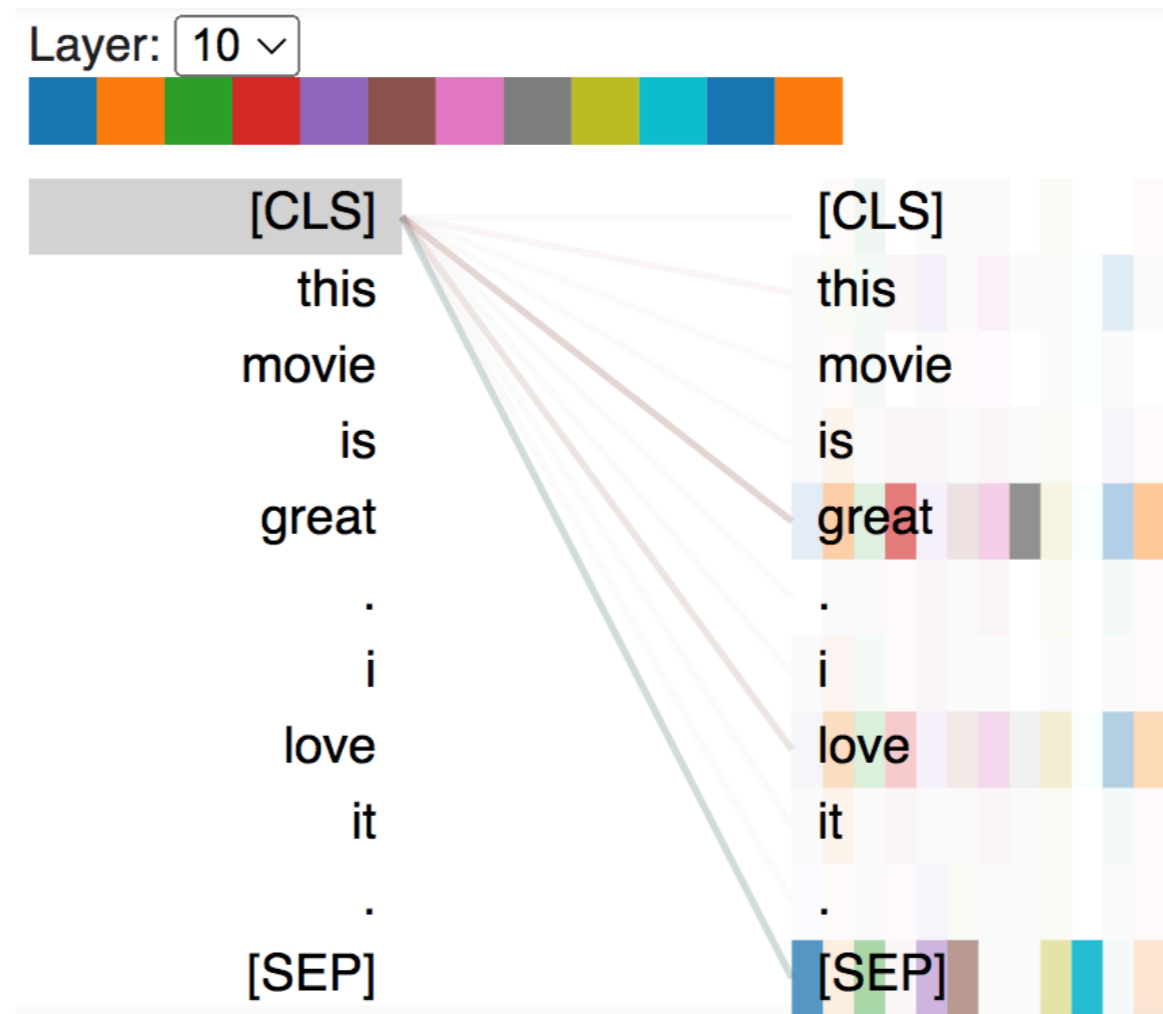 Layer: 10
[CLS] [CLS]
this this
movie movie
is is
great great
. .
i i
love love
it it
. .
[SEP] [SEP]